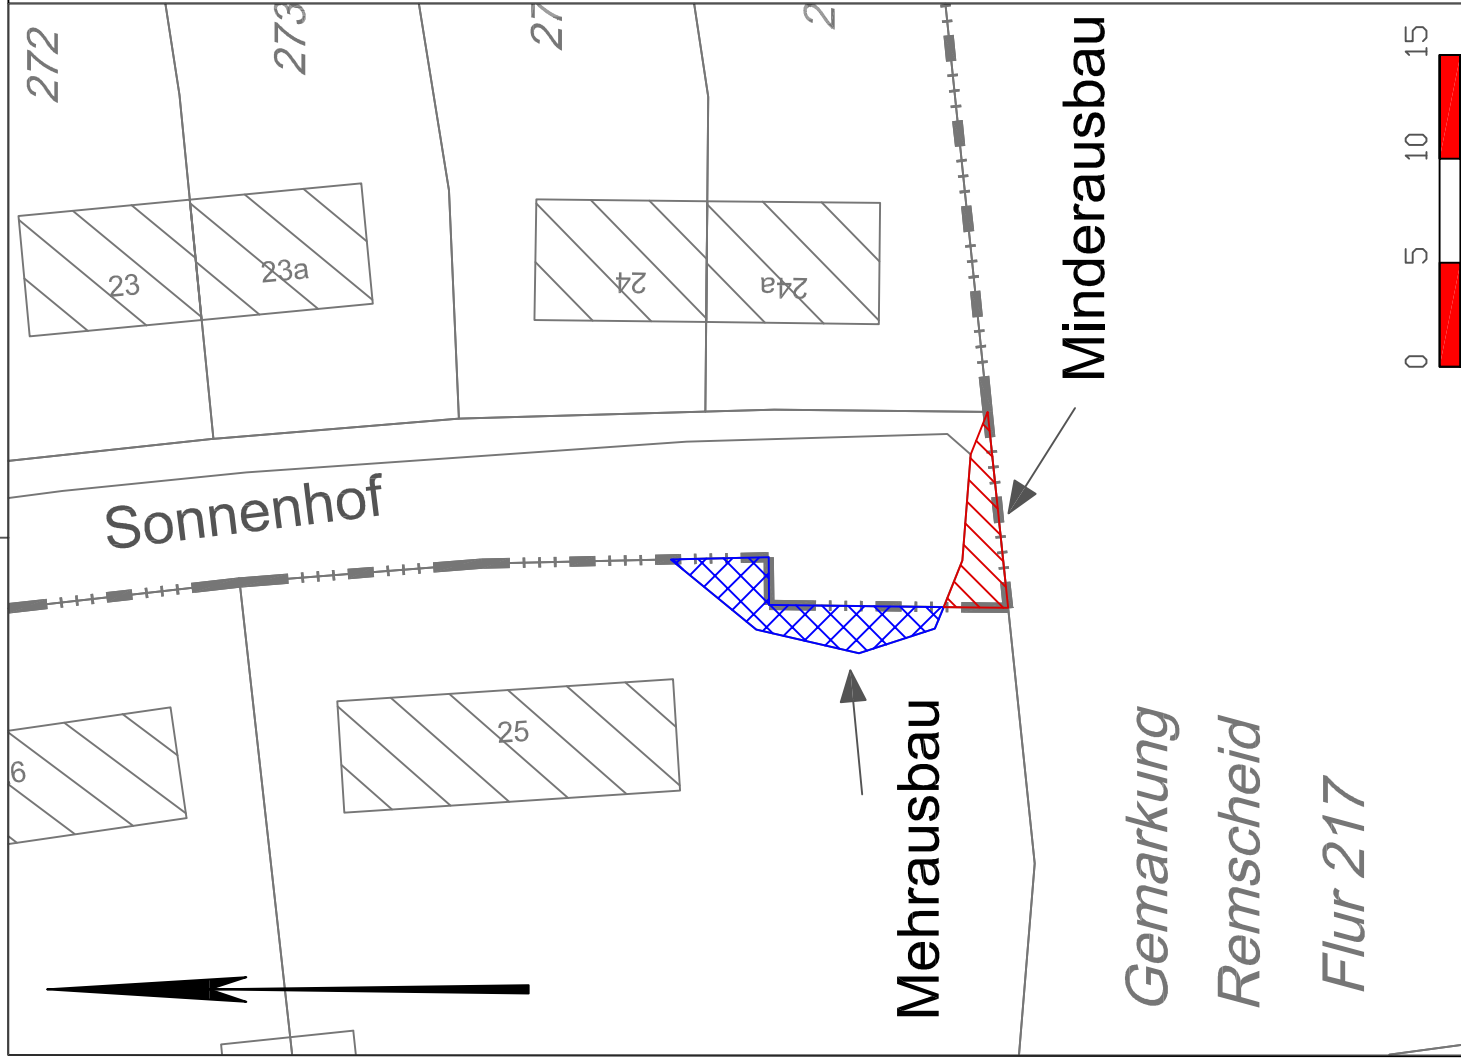 272
273
27
2
23
23a
24
24a
Sonnenhof
25
6
Mehrausbau
Minderausbau
Gemarkung
Remscheid
Flur 217
0 5 10 15